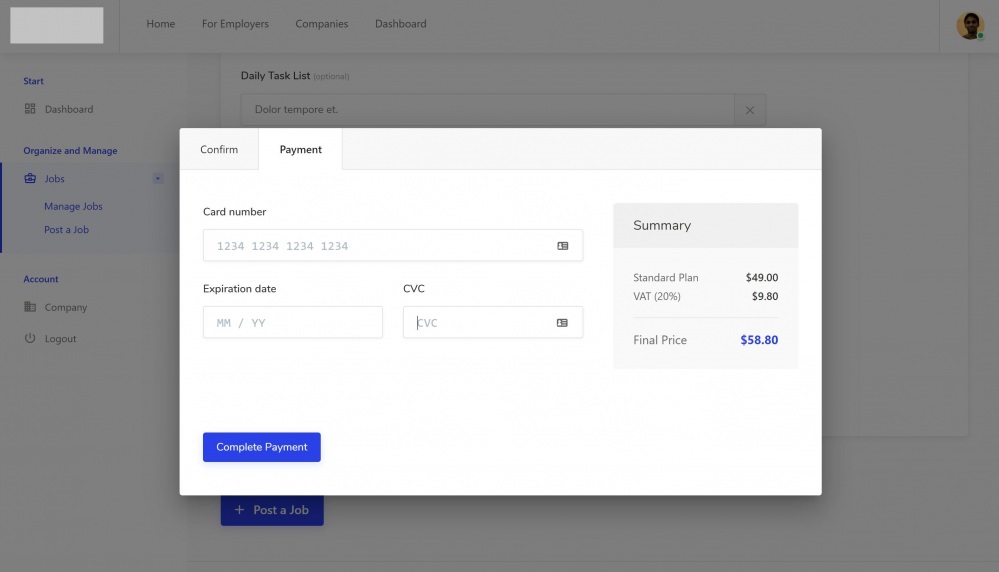 Home For Employers Companies Dashboard
Start
Dashboard
Organize and Manage
Jobs
Manage Jobs
Post a Job
Account
Company
Logout
Daily Task List (optional)
Dolor tempore et.
Confirm Payment
Card number
1234 1234 1234 1234
Expiration date CVC
MM / YY CVC
Complete Payment
Summary
Standard Plan $49.00
VAT (20%) $9.80
Final Price $58.80
+ Post a Job